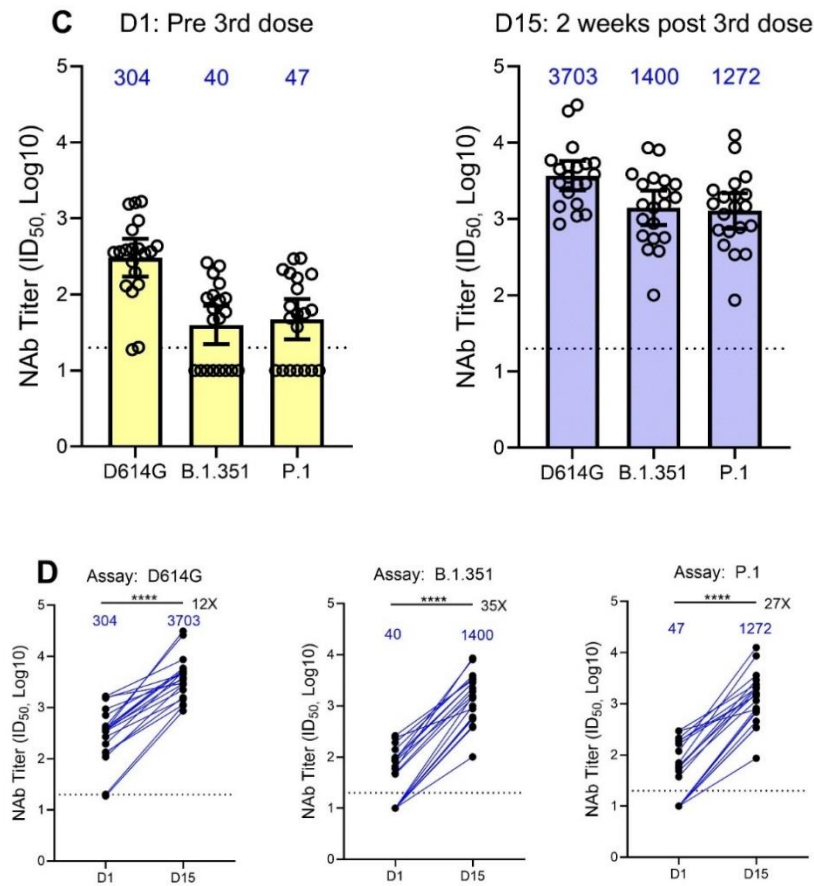 C
D1: Pre 3rd dose
D15: 2 weeks post 3rd dose
NAb Titer (ID50, Log10)
5
4
3
2
1
0
304 40 47
D614G B.1.351 P.1
NAb Titer (ID50, Log10)
5
4
3
2
1
0
3703 1400 1272
D614G B.1.351 P.1
D
Assay: D614G
**** 12X
304 3703
NAb Titer (ID50, Log10)
5
4
3
2
1
0
D1 D15
Assay: B.1.351
**** 35X
40 1400
NAb Titer (ID50, Log10)
5
4
3
2
1
0
D1 D15
Assay: P.1
**** 27X
47 1272
NAb Titer (ID50, Log10)
5
4
3
2
1
0
D1 D15